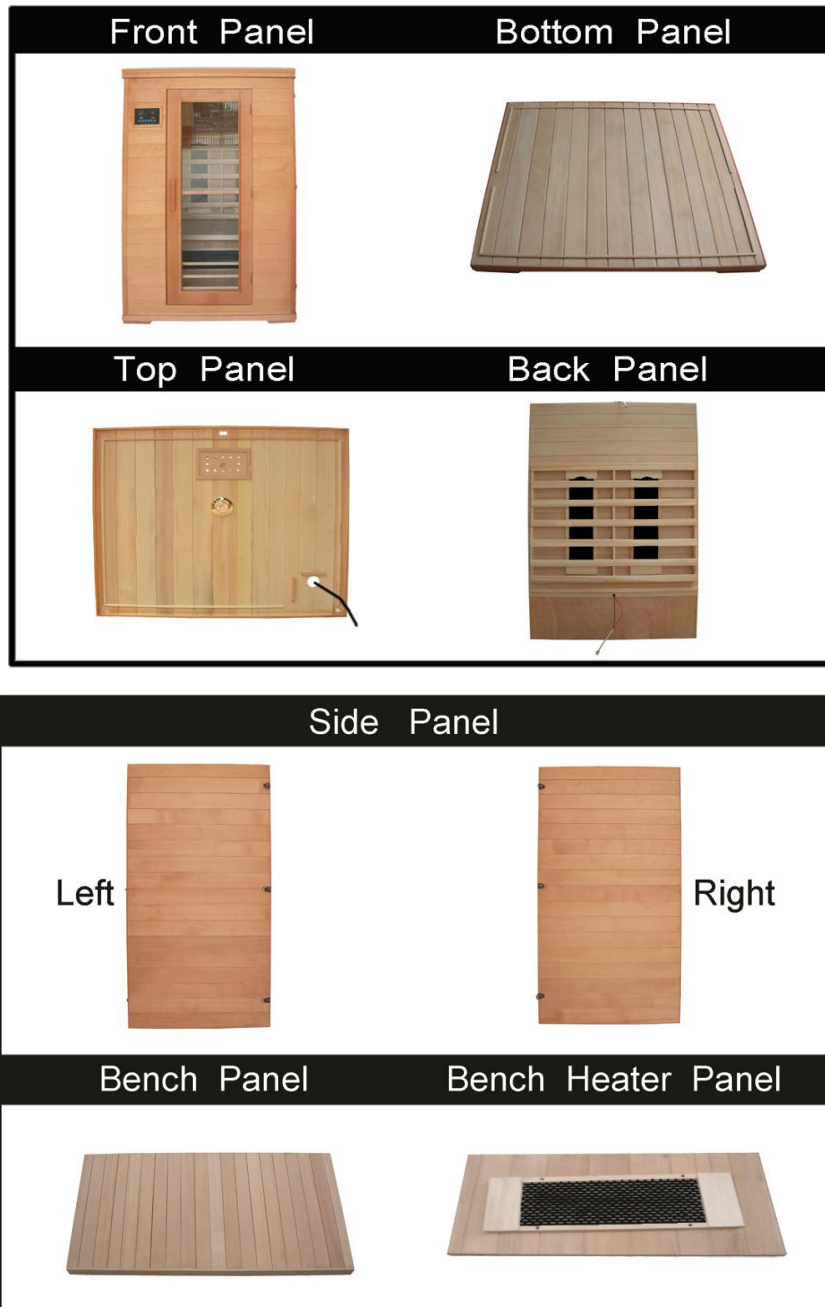 Front Panel
Bottom Panel
Top Panel
Back Panel
Side Panel
Left
Right
Bench Panel
Bench Heater Panel